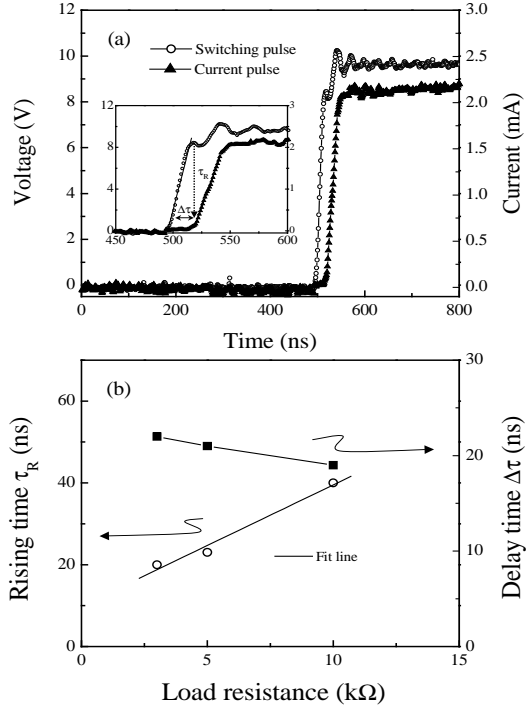 (a)
Switching pulse
Current pulse
Voltage (V)
12
10
8
6
4
2
0
Current (mA)
3.0
2.5
2.0
1.5
1.0
0.5
0.0
12
8
4
0
3
2
1
0
τR
Δτ
450 500 550 600
0 200 400 600 800
Time (ns)
(b)
Rising time τR (ns)
60
40
20
0
Delay time Δτ (ns)
30
20
10
0
Fit line
0 5 10 15
Load resistance (kΩ)